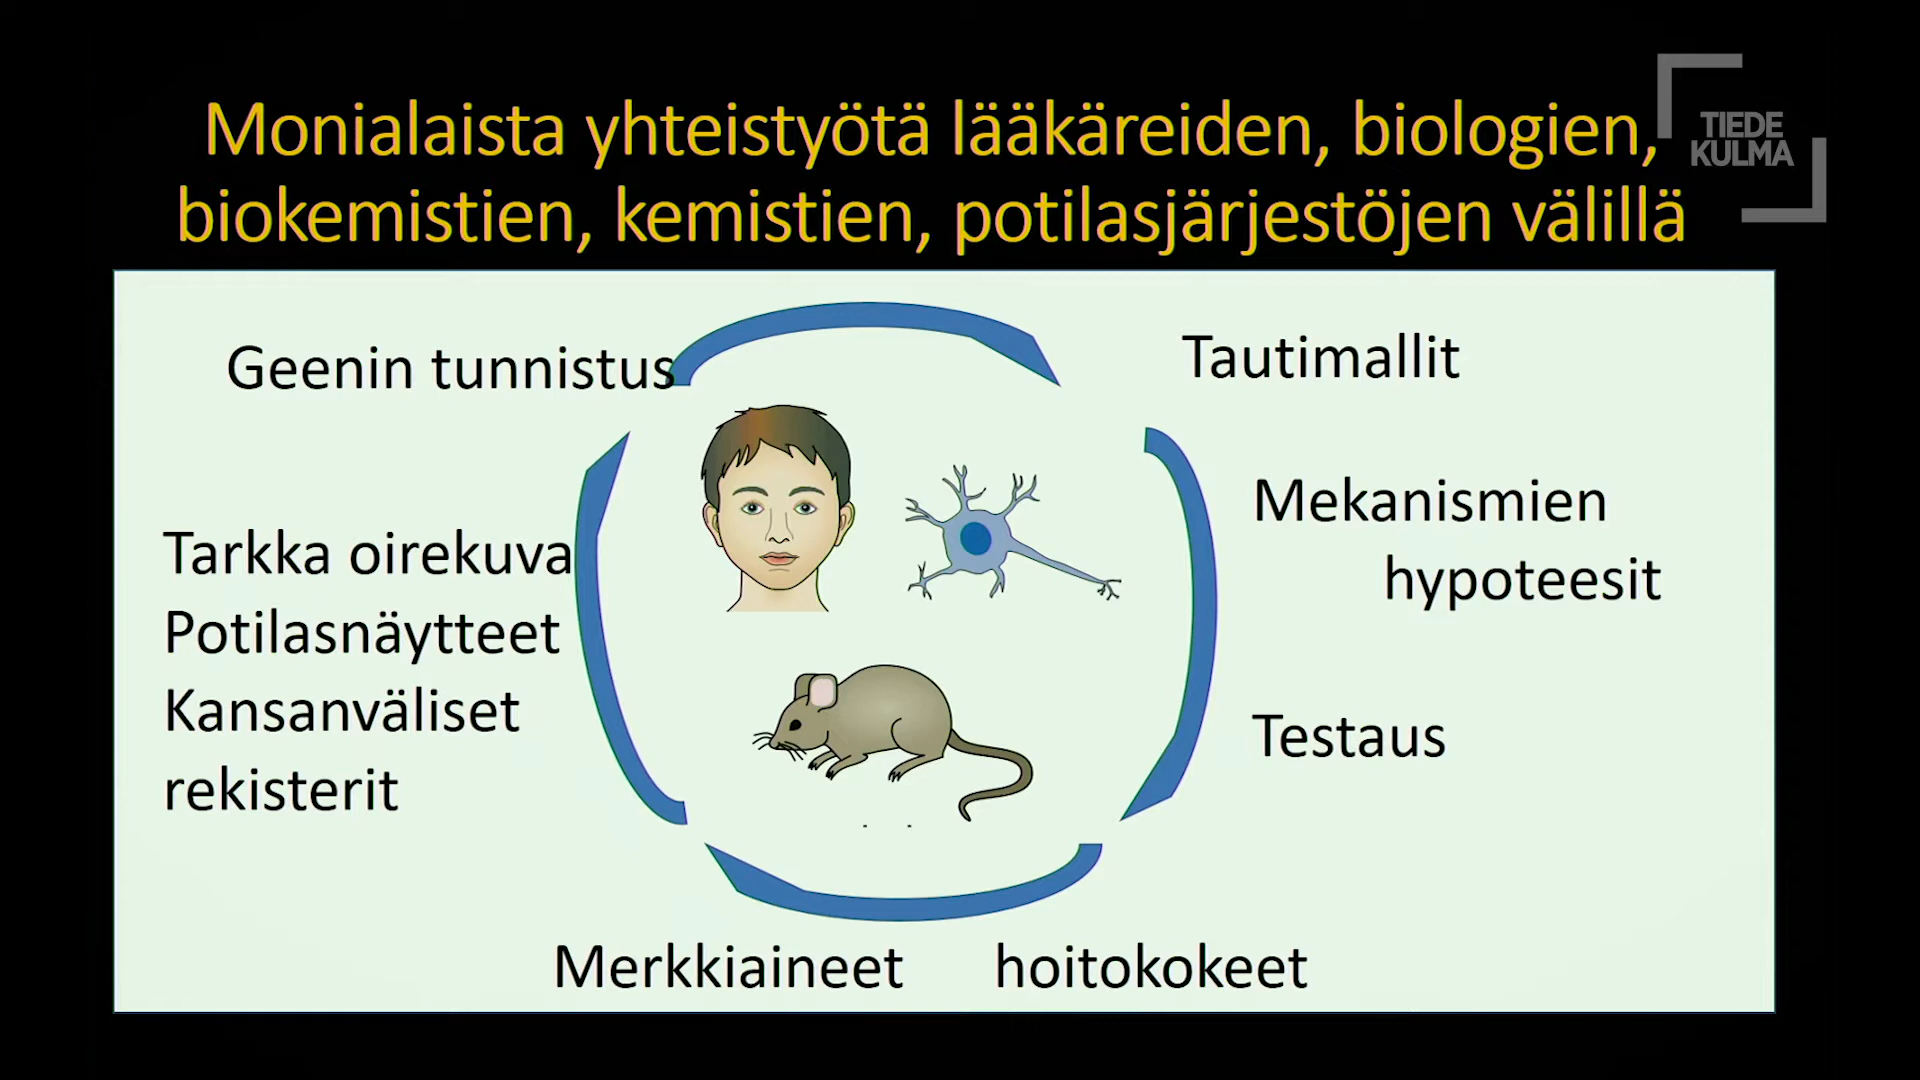 TIEDE
KULMA
Monialaista yhteistyötä lääkäreiden, biologien,
biokemistien, kemistien, potilasjärjestöjen välillä
Geenin tunnistus
Tautimallit
Mekanismien
hypoteesit
Tarkka oirekuva
Potilasnäytteet
Kansanväliset
rekisterit
Testaus
Merkkiaineet hoitokokeet